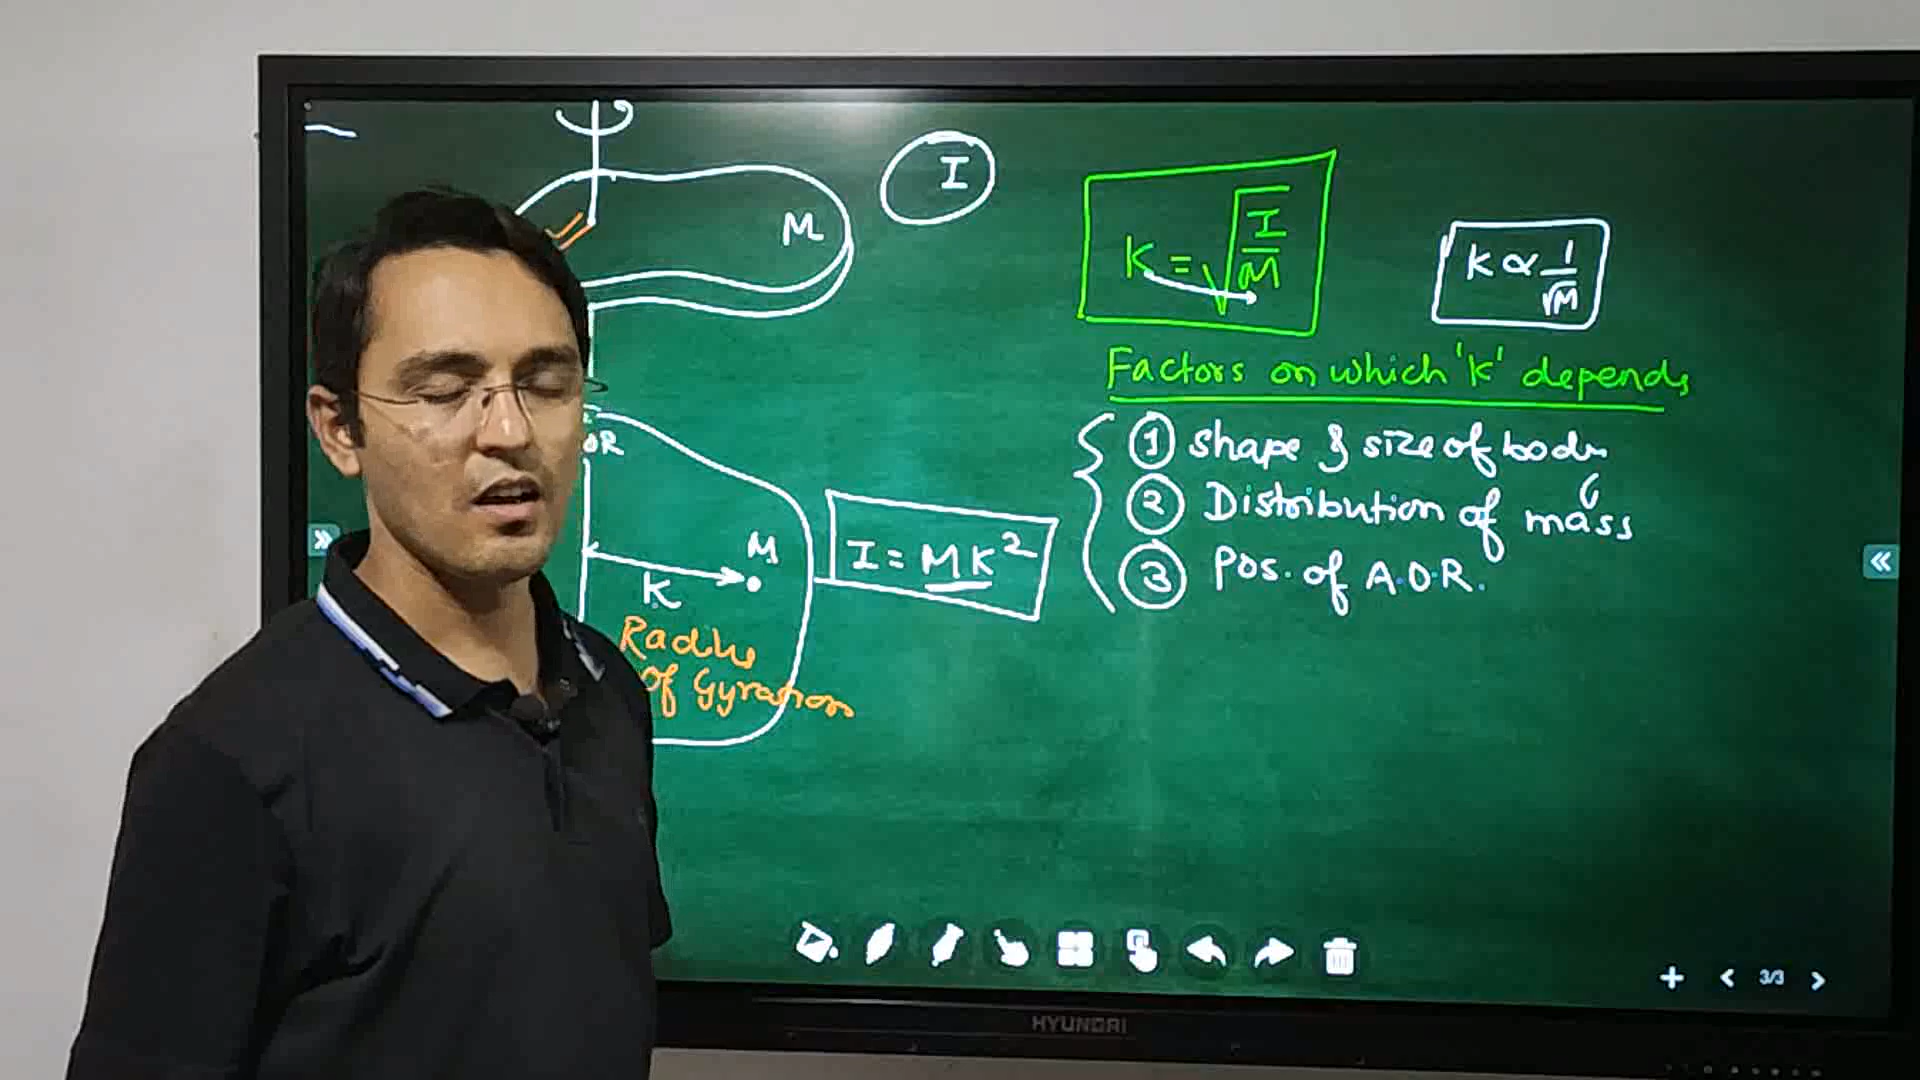 I
M
K = √I/M
K ∝ 1/√M
Factors on which 'K' depends
① Shape & size of body
② Distribution of mass
③ Pos. of A.O.R.
OR
M
K
I = MK²
Radius
of Gyration
3/3
HYUNDAI